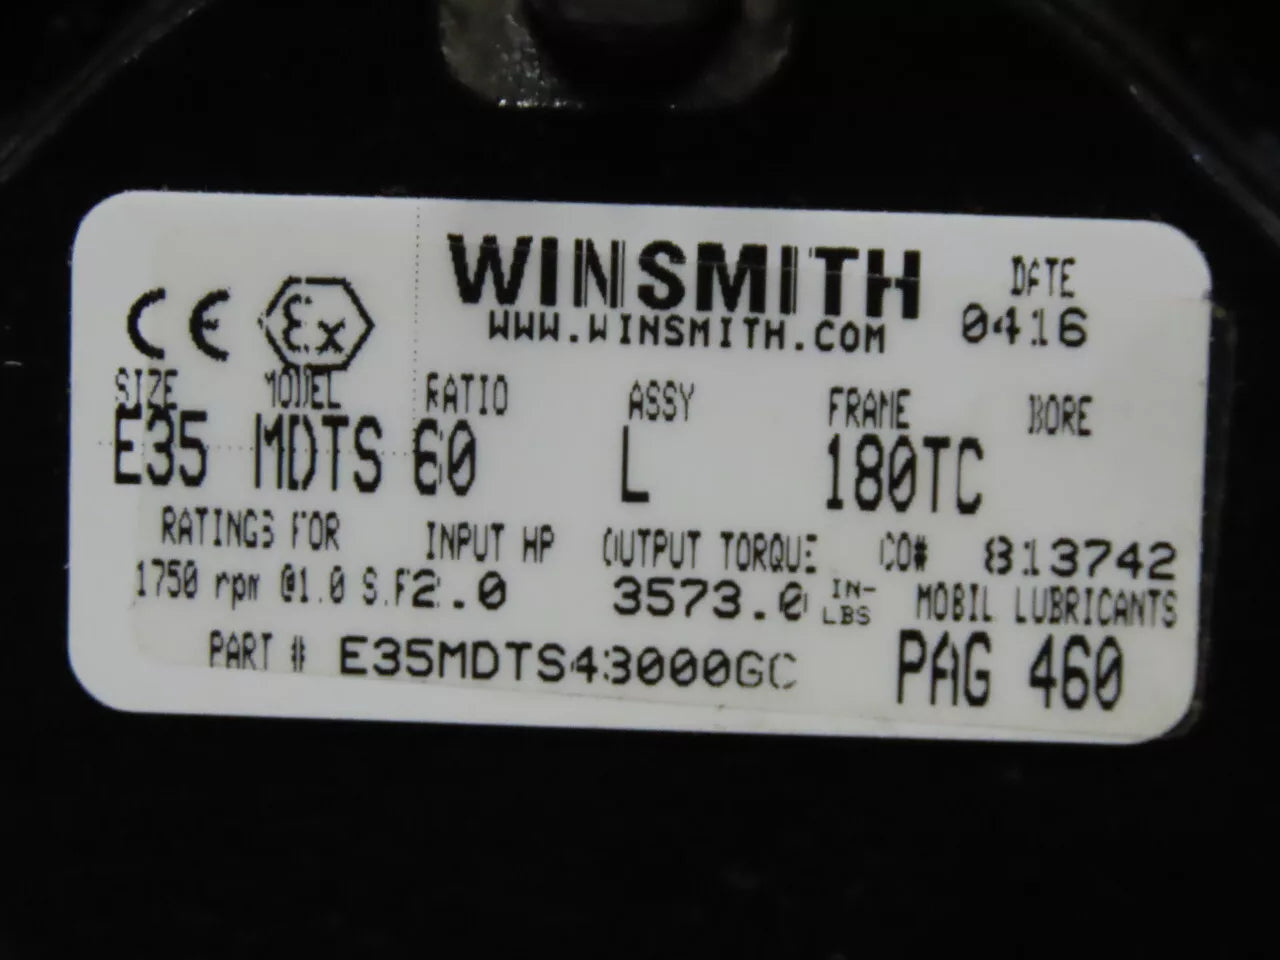 WINSMITH DATE
CE Ex WWW.WINSMITH.COM 0416
SIZE MODEL RATIO ASSY FRAME BORE
E35 MDTS 60 L 180TC
RATINGS FOR INPUT HP OUTPUT TORQUE CO# 813742
1750 rpm @1.0 S.F 2.0 3573.0 IN-LBS MOBIL LUBRICANTS
PART # E35MDTS43000GC PAG 460